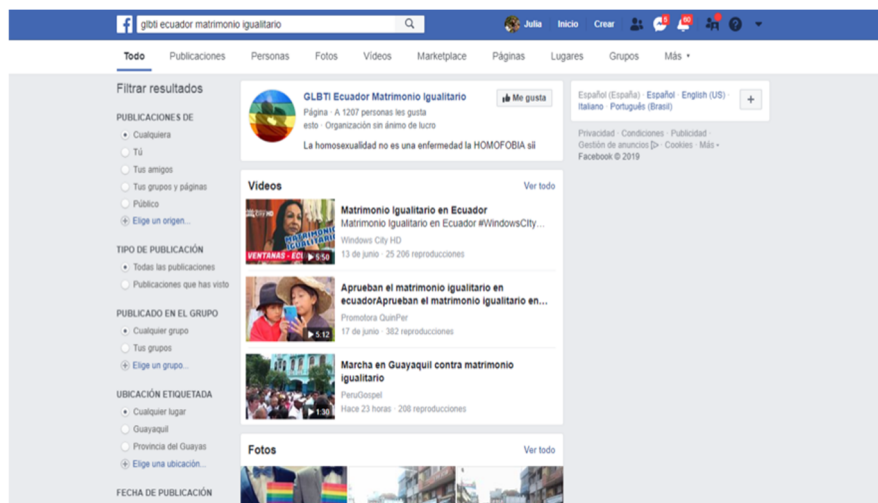 glbti ecuador matrimonio igualitario
Julia Inicio Crear
Todo Publicaciones Personas Fotos Vídeos Marketplace Páginas Lugares Grupos Más
Filtrar resultados
PUBLICACIONES DE
Cualquiera
Tú
Tus amigos
Tus grupos y páginas
Público
Elige un origen...
TIPO DE PUBLICACIÓN
Todas las publicaciones
Publicaciones que has visto
PUBLICADO EN EL GRUPO
Cualquier grupo
Tus grupos
Elige un grupo...
UBICACIÓN ETIQUETADA
Cualquier lugar
Guayaquil
Provincia del Guayas
Elige una ubicación...
FECHA DE PUBLICACIÓN
GLBTI Ecuador Matrimonio Igualitario
Me gusta
Página · A 1207 personas les gusta
esto · Organización sin ánimo de lucro
La homosexualidad no es una enfermedad la HOMOFOBIA sii
Vídeos
Ver todo
MATRIMONIO
IGUALITARIO
VENTANAS - ECU
5:50
Matrimonio Igualitario en Ecuador
Matrimonio Igualitario en Ecuador #WindowsCIty...
Windows City HD
13 de junio · 25 206 reproducciones
5:12
Aprueban el matrimonio igualitario en
ecuadorAprueban el matrimonio igualitario en...
Promotora QuinPer
17 de junio · 382 reproducciones
1:30
Marcha en Guayaquil contra matrimonio
igualitario
PeruGospel
Hace 23 horas · 208 reproducciones
Fotos
Ver todo
Español (España) · Español · English (US) ·
Italiano · Português (Brasil)
Privacidad · Condiciones · Publicidad ·
Gestión de anuncios · Cookies · Más
Facebook © 2019